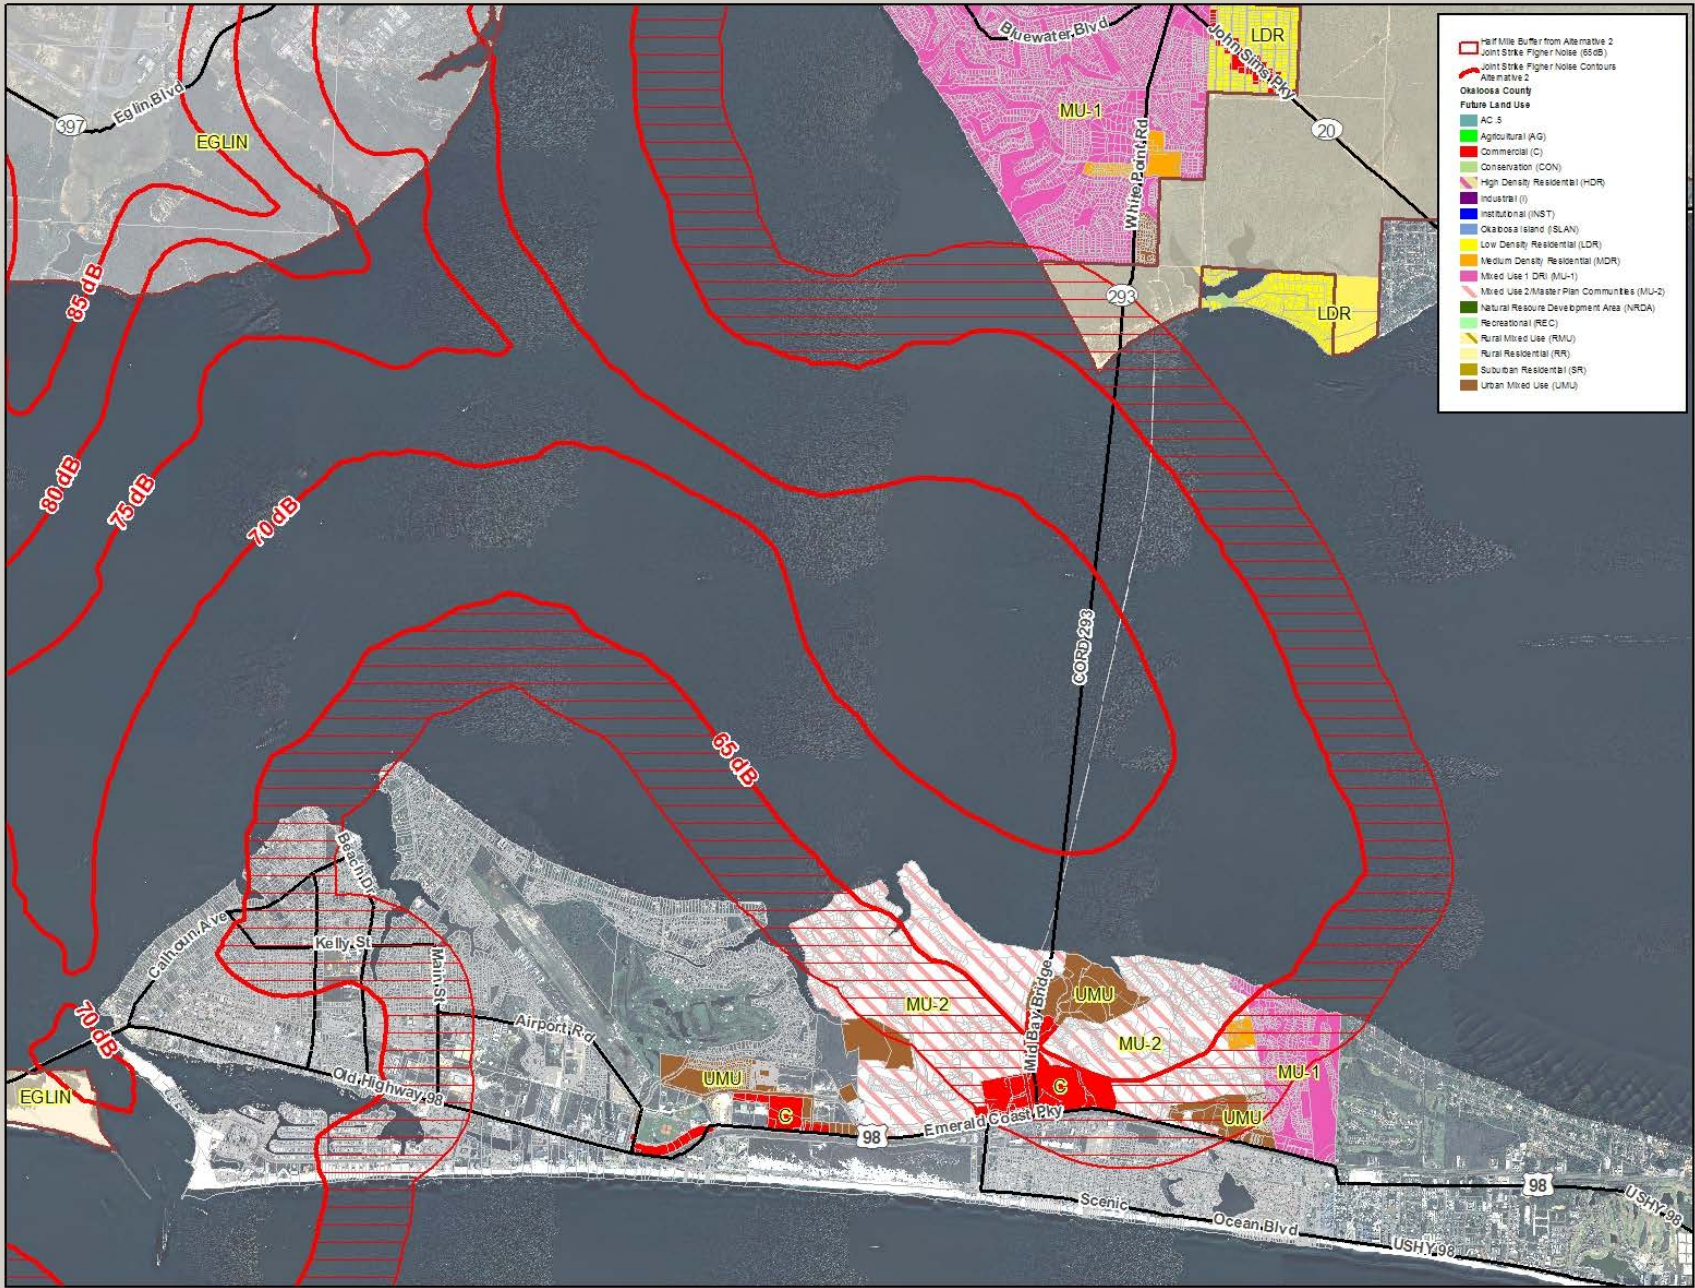 Bluewater Blvd
John Sims Pky
LDR
Eglin Blvd
397
EGLIN
MU-1
White Point Rd
20
293
LDR
85 dB
80 dB
75 dB
70 dB
65 dB
CORD 293
Half Mile Buffer from Alternative 2
Joint Strike Figher Noise (65dB)
Joint Strike Figher Noise Contours
Alternative 2
Okaloosa County
Future Land Use
AC .5
Agricultural (AG)
Commercial (C)
Conservation (CON)
High Density Residential (HDR)
Industrial (I)
Institutional (INST)
Okaloosa Island (ISLAN)
Low Density Residential (LDR)
Medium Density Residential (MDR)
Mixed Use 1 DRI (MU-1)
Mixed Use 2/Master Plan Communities (MU-2)
Natural Resoure Development Area (NRDA)
Recreational (REC)
Rural Mixed Use (RMU)
Rural Residential (RR)
Suburban Residential (SR)
Urban Mixed Use (UMU)
Beach Dr
Calhoun Ave
Kelly St
Main St
70 dB
EGLIN
Airport Rd
Old Highway 98
UMU
C
MU-2
Mid Bay Bridge
UMU
MU-2
C
MU-1
UMU
98
Emerald Coast Pky
Scenic
Ocean Blvd
98
USHY 98
USHY 98